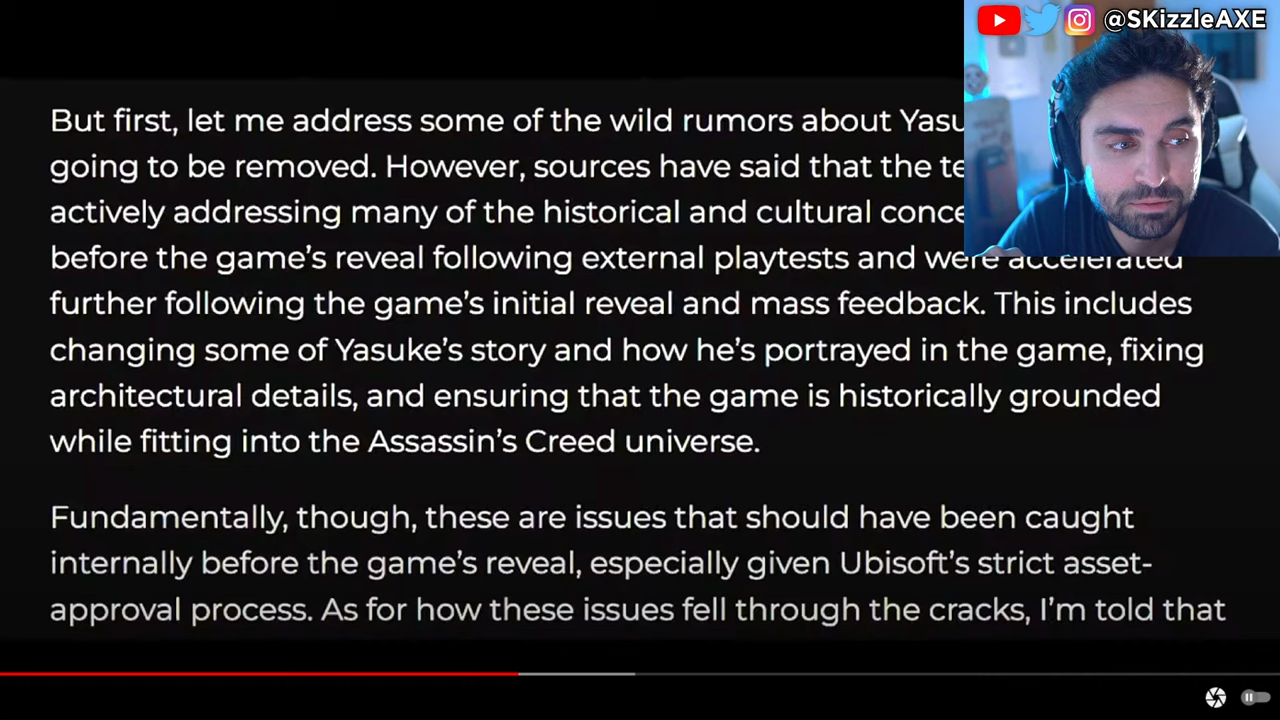 @SKizzleAXE
But first, let me address some of the wild rumors about Yasu
going to be removed. However, sources have said that the te
actively addressing many of the historical and cultural conce
before the game's reveal following external playtests and were accelerated
further following the game's initial reveal and mass feedback. This includes
changing some of Yasuke's story and how he's portrayed in the game, fixing
architectural details, and ensuring that the game is historically grounded
while fitting into the Assassin's Creed universe.
Fundamentally, though, these are issues that should have been caught
internally before the game's reveal, especially given Ubisoft's strict asset-
approval process. As for how these issues fell through the cracks, I'm told that